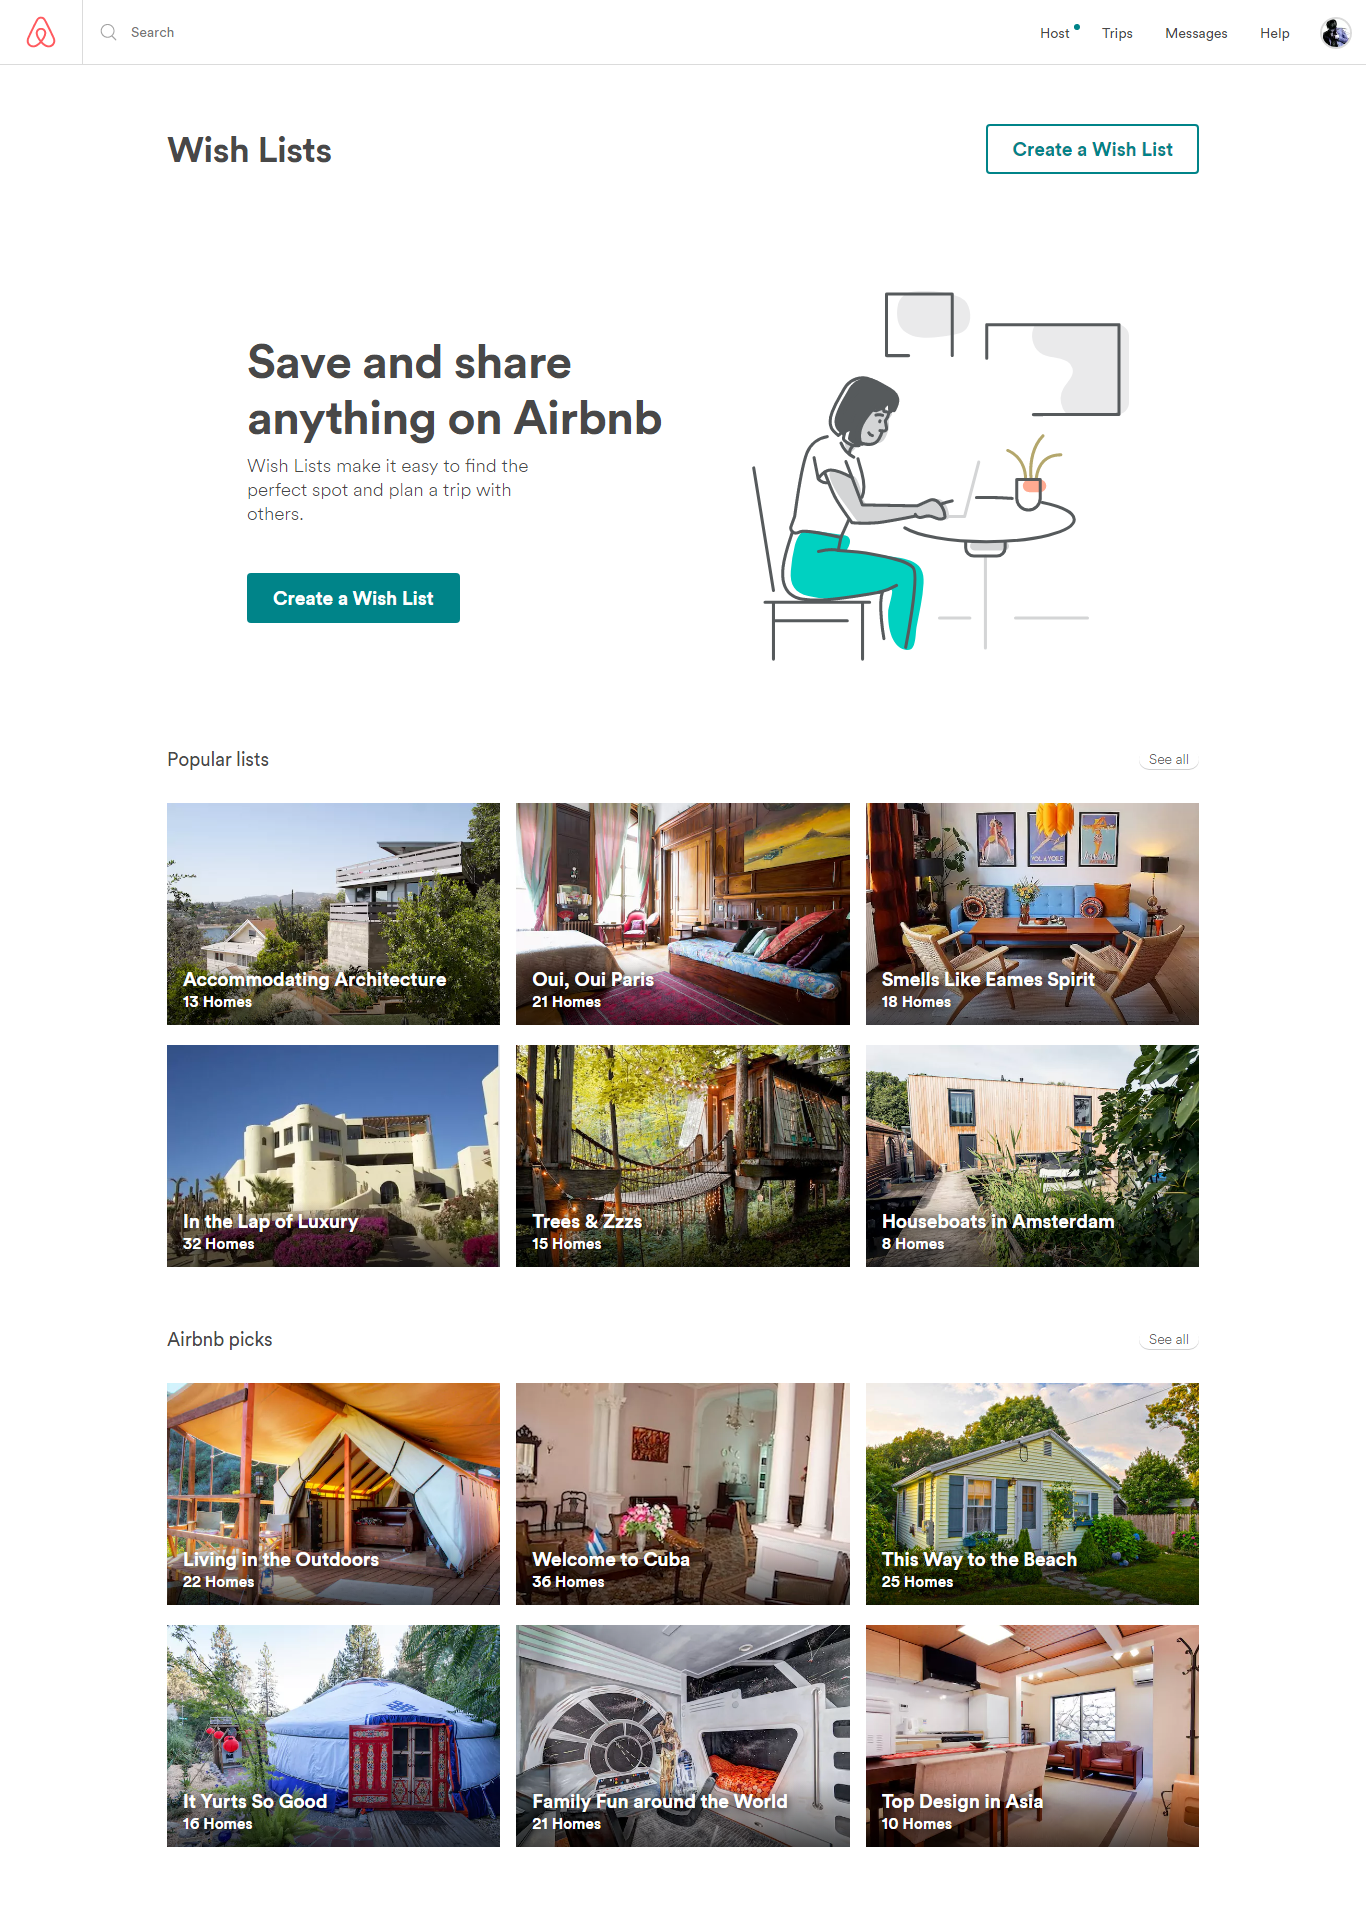 Search
Host
Trips
Messages
Help
Wish Lists
Create a Wish List
Save and share
anything on Airbnb
Wish Lists make it easy to find the
perfect spot and plan a trip with
others.
Create a Wish List
Popular lists
See all
Accommodating Architecture
13 Homes
Oui, Oui Paris
21 Homes
Smells Like Eames Spirit
18 Homes
In the Lap of Luxury
32 Homes
Trees & Zzzs
15 Homes
Houseboats in Amsterdam
8 Homes
Airbnb picks
See all
Living in the Outdoors
22 Homes
Welcome to Cuba
36 Homes
This Way to the Beach
25 Homes
It Yurts So Good
16 Homes
Family Fun around the World
21 Homes
Top Design in Asia
10 Homes